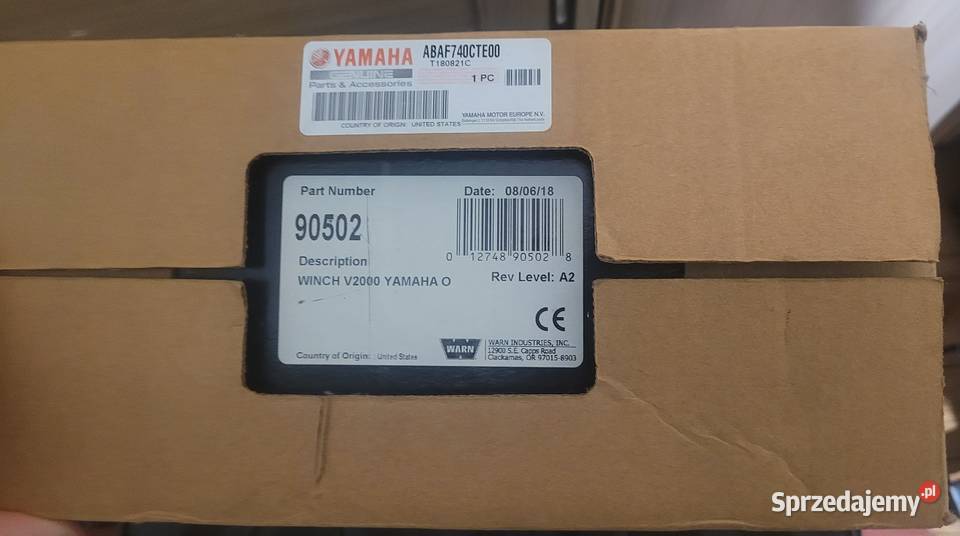 YAMAHA
ABAF740CTE00
T180821C
GENUINE
Parts & Accessories
1 PC
YAMAHA MOTOR EUROPE N.V.
COUNTRY OF ORIGIN: UNITED STATES
Part Number
Date: 08/06/18
90502
0 12748 90502 8
Description
WINCH V2000 YAMAHA O
Rev Level: A2
CE
Country of Origin: United States
WARN
WARN INDUSTRIES, INC.
12900 S.E. Capps Road
Clackamas, OR 97015-8903
Sprzedajemy.pl